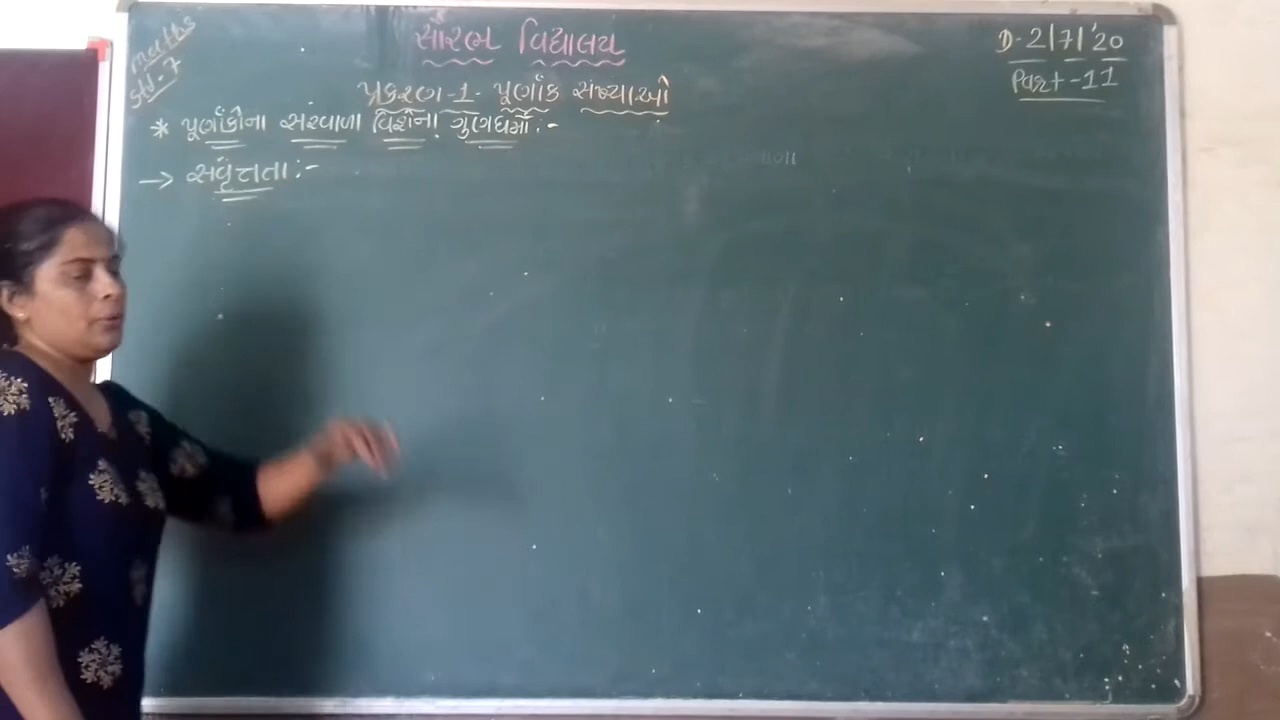 maths
std-7
સૌરભ વિદ્યાલય
D-2/7/'20
Part-11
પ્રકરણ-1- પૂર્ણાંક સંખ્યાઓ
* પૂર્ણાંકોના સરવાળા વિશેના ગુણધર્મો :-
→ સંવૃત્તતા :-